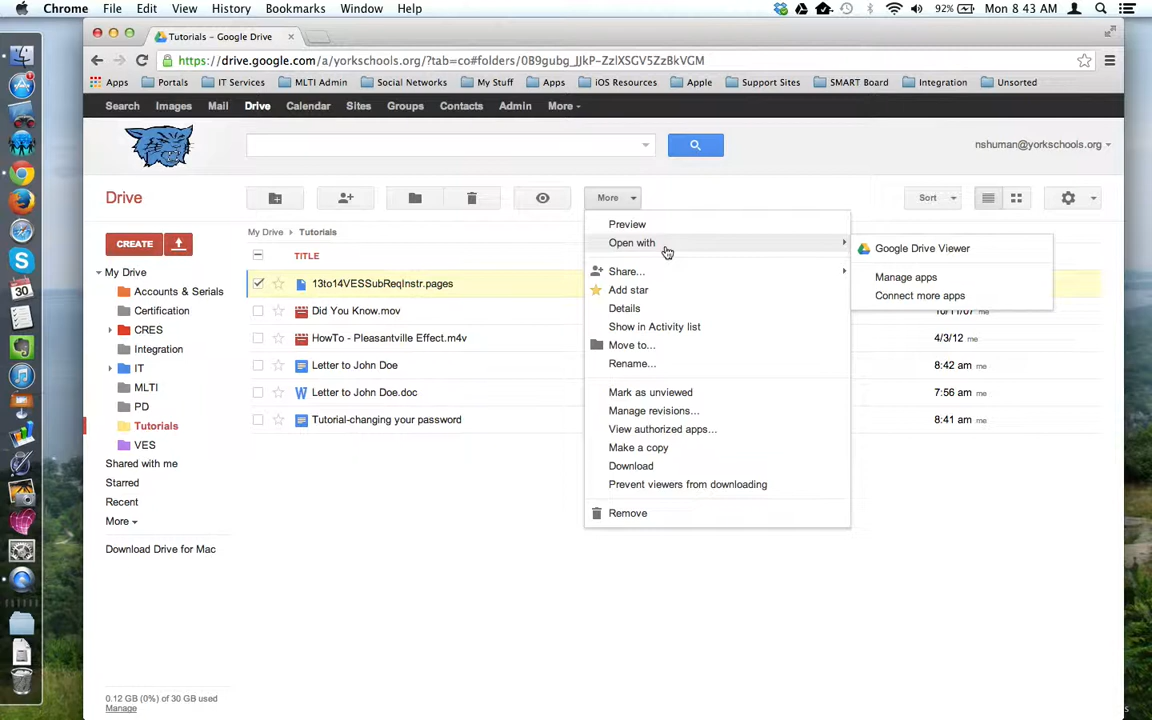 Chrome File Edit View History Bookmarks Window Help 92% Mon 8:43 AM
Tutorials - Google Drive
https://drive.google.com/a/yorkschools.org/?tab=co#folders/0B9gubg_JJkP-ZzlXSGV5ZzBkVGM
Apps Portals IT Services MLTI Admin Social Networks My Stuff Apps iOS Resources Apple Support Sites SMART Board Integration Unsorted
Search Images Mail Drive Calendar Sites Groups Contacts Admin More
nshuman@yorkschools.org
Drive More Sort
Preview
My Drive Tutorials
Open with
Google Drive Viewer
CREATE
TITLE
My Drive
Share...
Manage apps
13to14VESSubReqInstr.pages
Accounts & Serials
Add star
Connect more apps
Certification
Did You Know.mov
Details
10/11/07 me
CRES
Show in Activity list
HowTo - Pleasantville Effect.m4v
4/3/12 me
Integration
Move to...
IT
Letter to John Doe
Rename...
8:42 am me
MLTI
Letter to John Doe.doc
Mark as unviewed
7:56 am me
PD
Manage revisions...
Tutorials
Tutorial-changing your password
8:41 am me
View authorized apps...
VES
Make a copy
Shared with me
Download
Starred
Prevent viewers from downloading
Recent
Remove
More
Download Drive for Mac
0.12 GB (0%) of 30 GB used
Manage